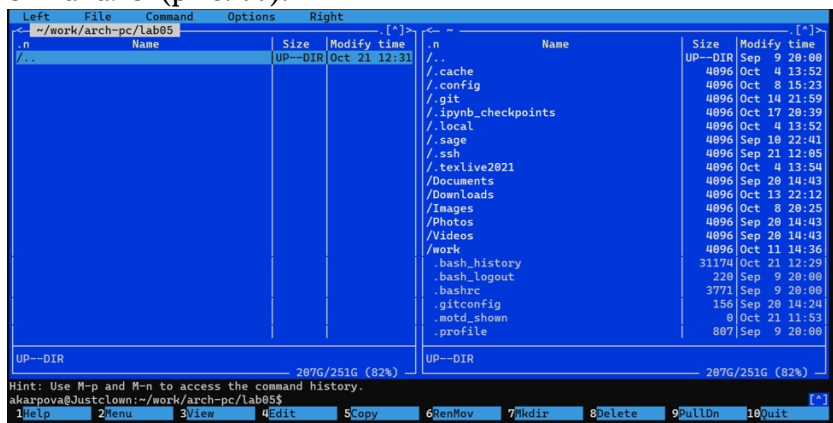 Left File Command Options Right
<- ~/work/arch-pc/lab05 .[^]>
.n Name Size Modify time
/.. UP--DIR Oct 21 12:31
UP--DIR
207G/251G (82%)
<- ~ .[^]>
.n Name Size Modify time
/.. UP--DIR Sep 9 20:00
/.cache 4096 Oct 4 13:52
/.config 4096 Oct 8 15:23
/.git 4096 Oct 14 21:59
/.ipynb_checkpoints 4096 Oct 17 20:39
/.local 4096 Oct 4 13:52
/.sage 4096 Sep 10 22:41
/.ssh 4096 Sep 21 12:05
/.texlive2021 4096 Oct 4 13:54
/Documents 4096 Sep 20 14:43
/Downloads 4096 Oct 13 22:12
/Images 4096 Oct 8 20:25
/Photos 4096 Sep 20 14:43
/Videos 4096 Sep 20 14:43
/work 4096 Oct 11 14:36
.bash_history 31174 Oct 21 12:29
.bash_logout 220 Sep 9 20:00
.bashrc 3771 Sep 9 20:00
.gitconfig 156 Sep 20 14:24
.motd_shown 0 Oct 21 11:53
.profile 807 Sep 9 20:00
UP--DIR
207G/251G (82%)
Hint: Use M-p and M-n to access the command history.
akarpova@Justclown:~/work/arch-pc/lab05$ [^]
1Help 2Menu 3View 4Edit 5Copy 6RenMov 7Mkdir 8Delete 9PullDn 10Quit